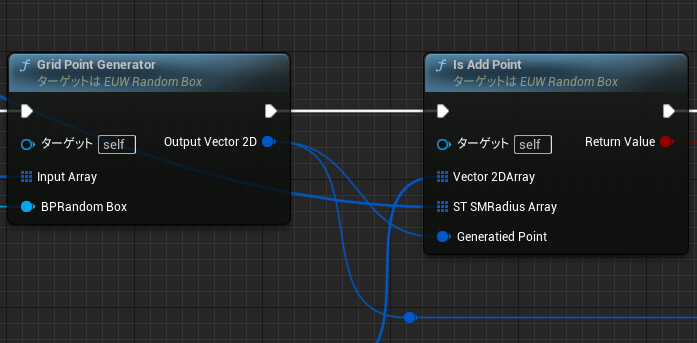 Grid Point Generator
ターゲットは EUW Random Box
ターゲット self
Output Vector 2D
Input Array
BPRandom Box
Is Add Point
ターゲットは EUW Random Box
ターゲット self
Return Value
Vector 2DArray
ST SMRadius Array
Generatied Point